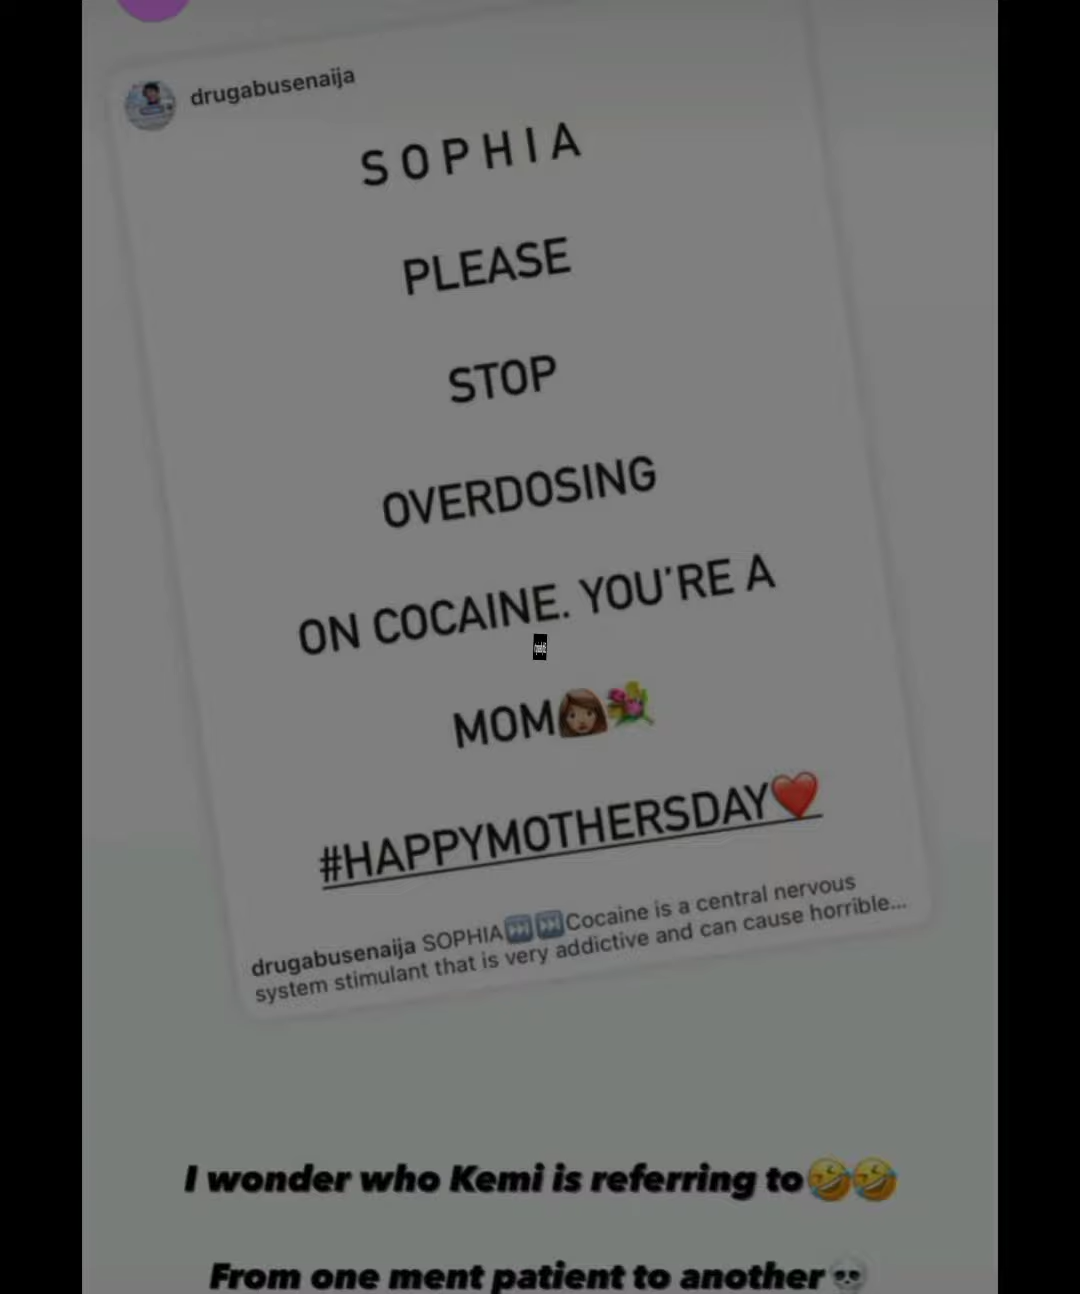 drugabusenaija
SOPHIA
PLEASE
STOP
OVERDOSING
ON COCAINE. YOU'RE A
MOM👩💐
#HAPPYMOTHERSDAY❤️
drugabusenaija SOPHIA⏭️⏭️Cocaine is a central nervous
system stimulant that is very addictive and can cause horrible...
I wonder who Kemi is referring to🤣🤣
From one ment patient to another💀